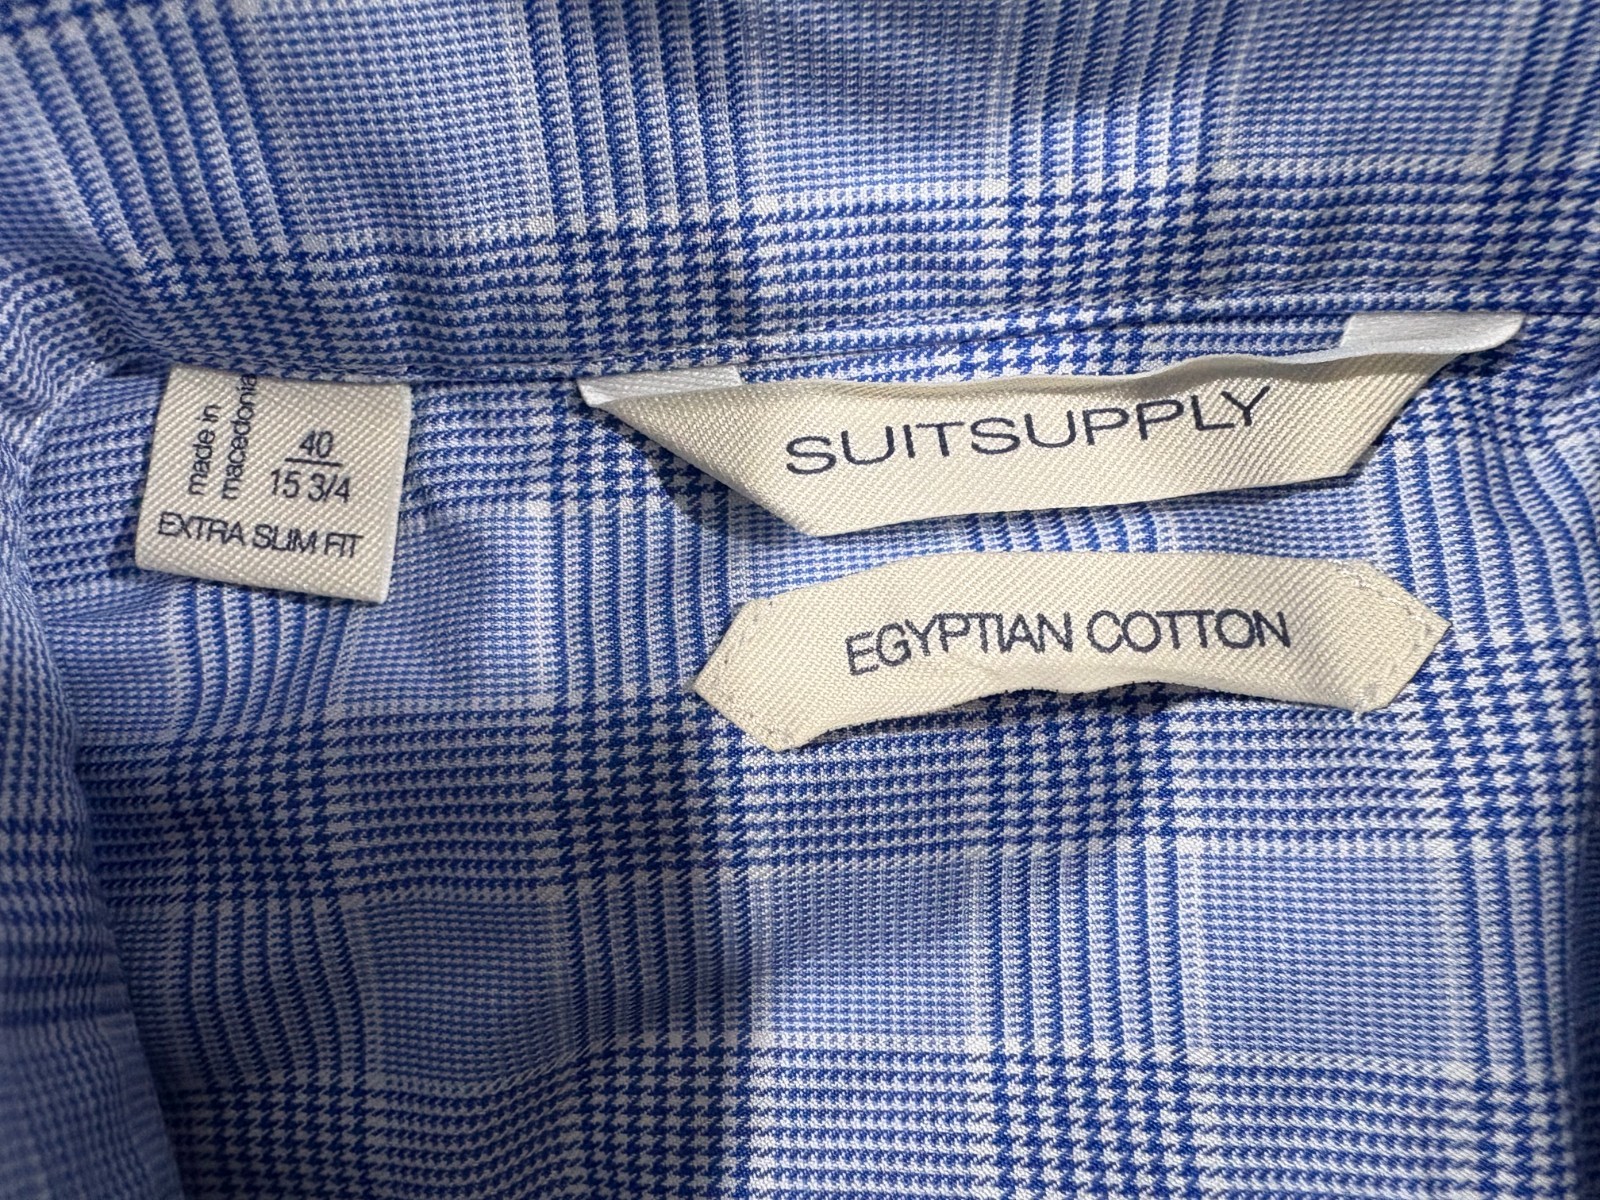 made in
macedonia
40
15 3/4
EXTRA SLIM FIT
SUITSUPPLY
EGYPTIAN COTTON